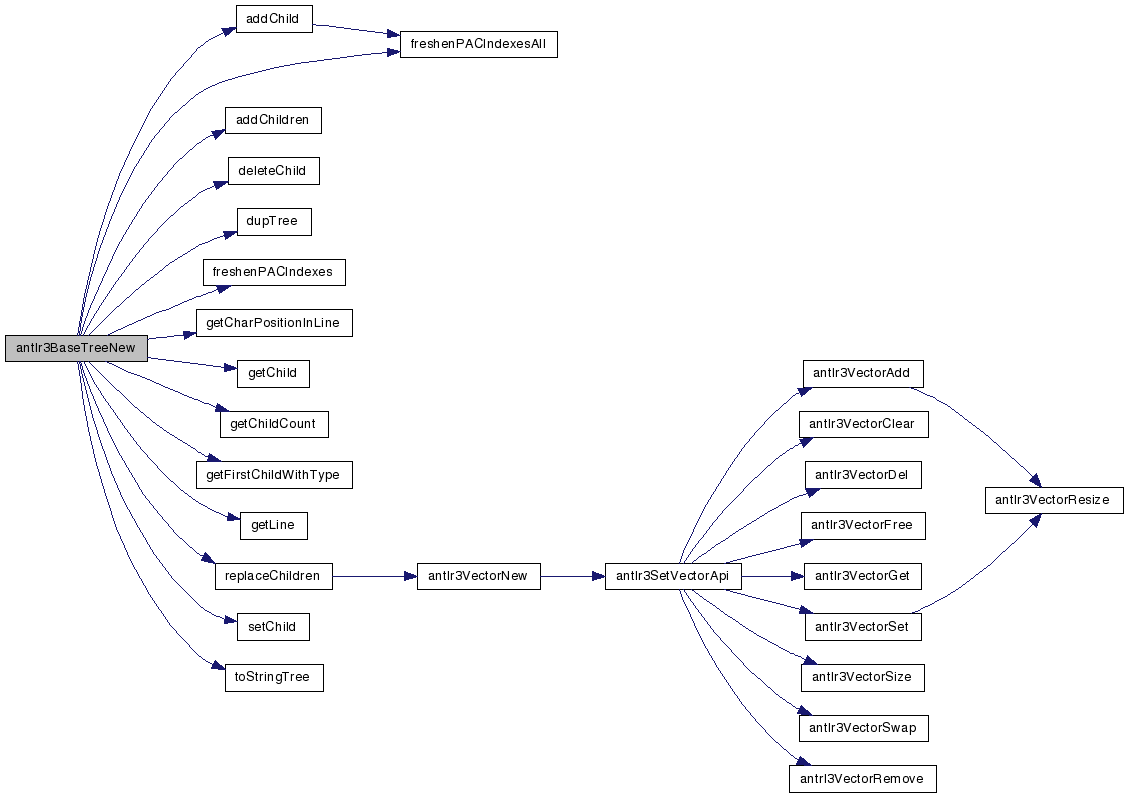 addChild
freshenPACIndexesAll
addChildren
deleteChild
dupTree
freshenPACIndexes
getCharPositionInLine
antlr3BaseTreeNew
getChild
antlr3VectorAdd
getChildCount
antlr3VectorClear
getFirstChildWithType
antlr3VectorDel
antlr3VectorResize
getLine
antlr3VectorFree
replaceChildren
antlr3VectorNew
antlr3SetVectorApi
antlr3VectorGet
setChild
antlr3VectorSet
toStringTree
antlr3VectorSize
antlr3VectorSwap
antrl3VectorRemove